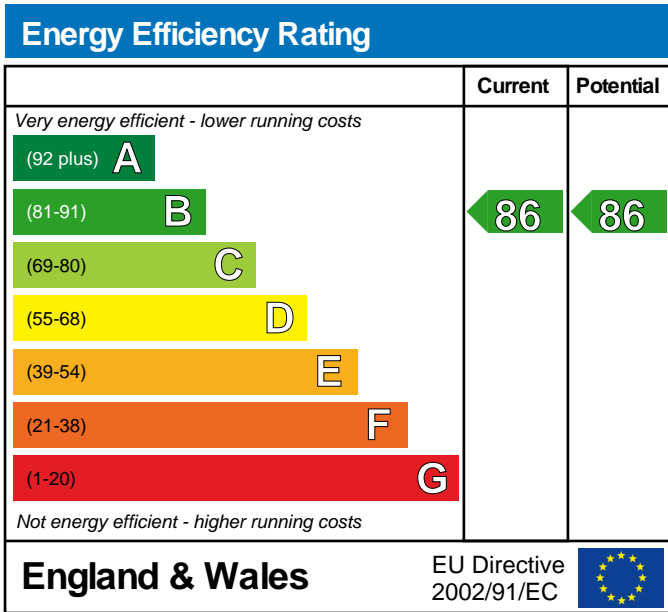 Energy Efficiency Rating
Current Potential
Very energy efficient - lower running costs
(92 plus) A
(81-91) B 86 86
(69-80) C
(55-68) D
(39-54) E
(21-38) F
(1-20) G
Not energy efficient - higher running costs
England & Wales
EU Directive
2002/91/EC